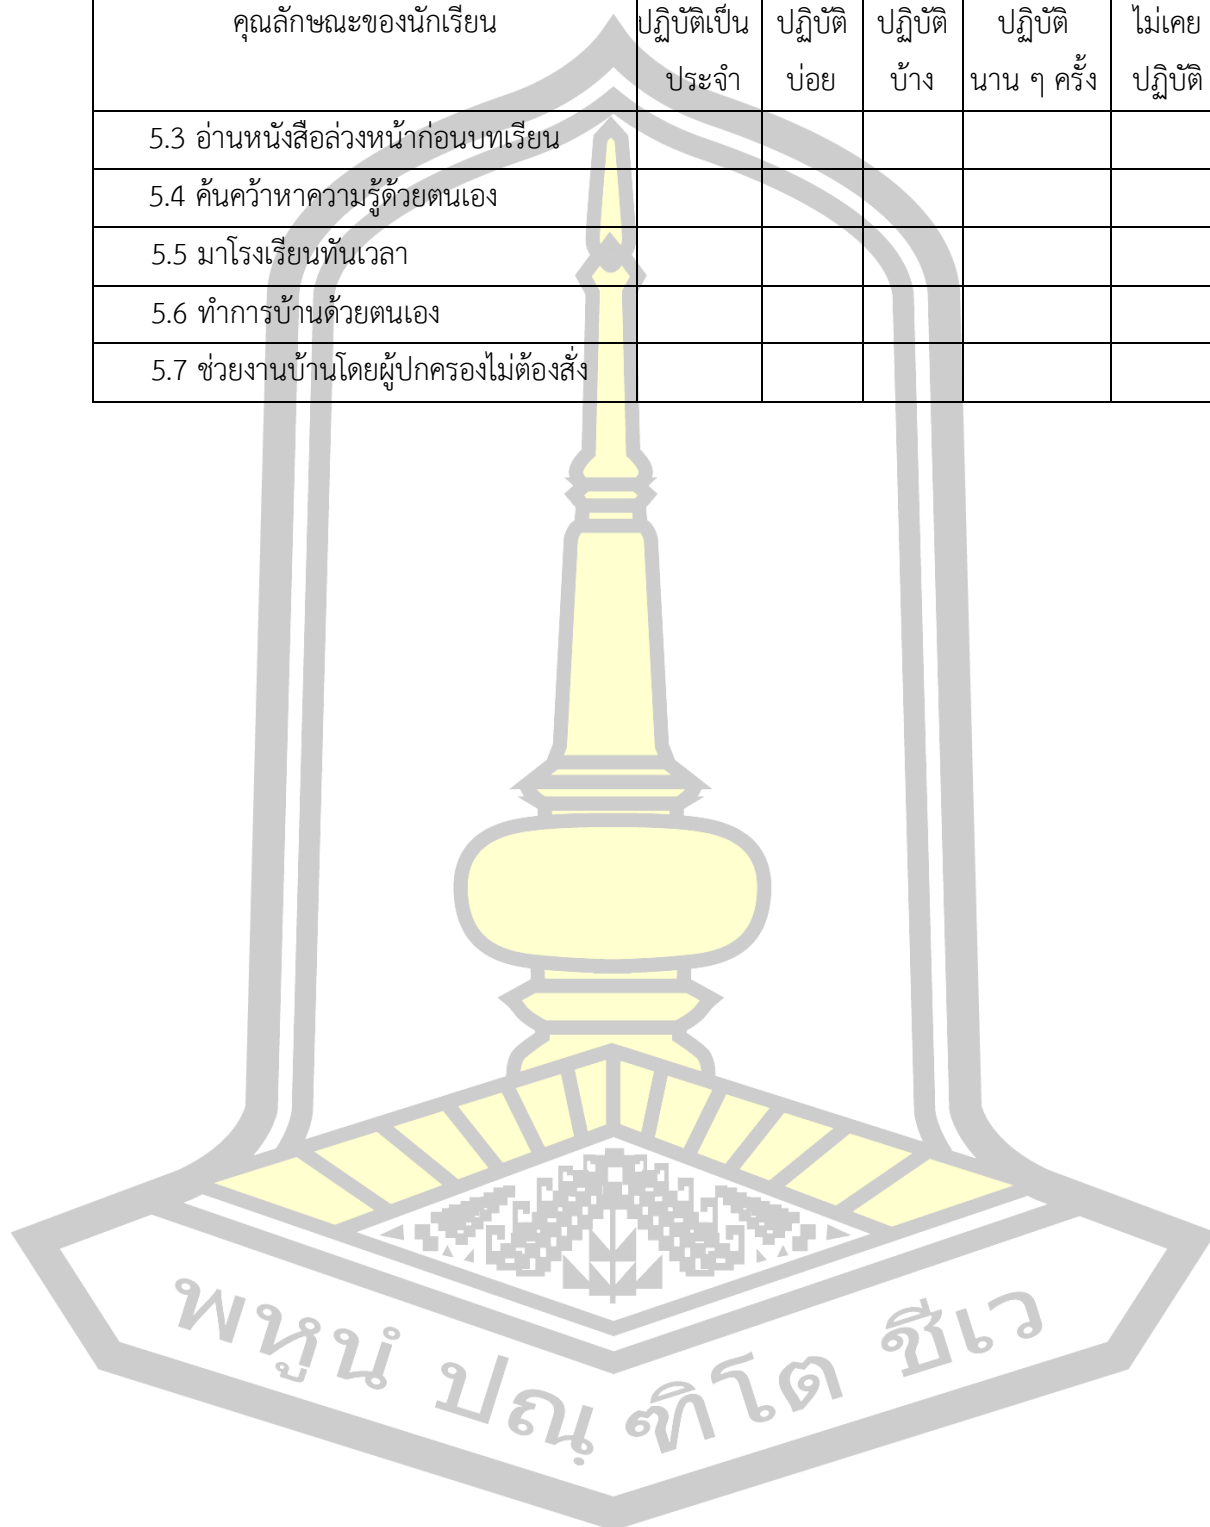 คุณลักษณะของนักเรียน ปฏิบัติเป็น ปฏิบัติ ปฏิบัติ ปฏิบัติ ไม่เคย
ประจำ บ่อย บ้าง นาน ๆ ครั้ง ปฏิบัติ
5.3 อ่านหนังสือล่วงหน้าก่อนบทเรียน
5.4 ค้นคว้าหาความรู้ด้วยตนเอง
5.5 มาโรงเรียนทันเวลา
5.6 ทำการบ้านด้วยตนเอง
5.7 ช่วยงานบ้านโดยผู้ปกครองไม่ต้องสั่ง
พหูนํ ปณฺฑิโต ชีเว